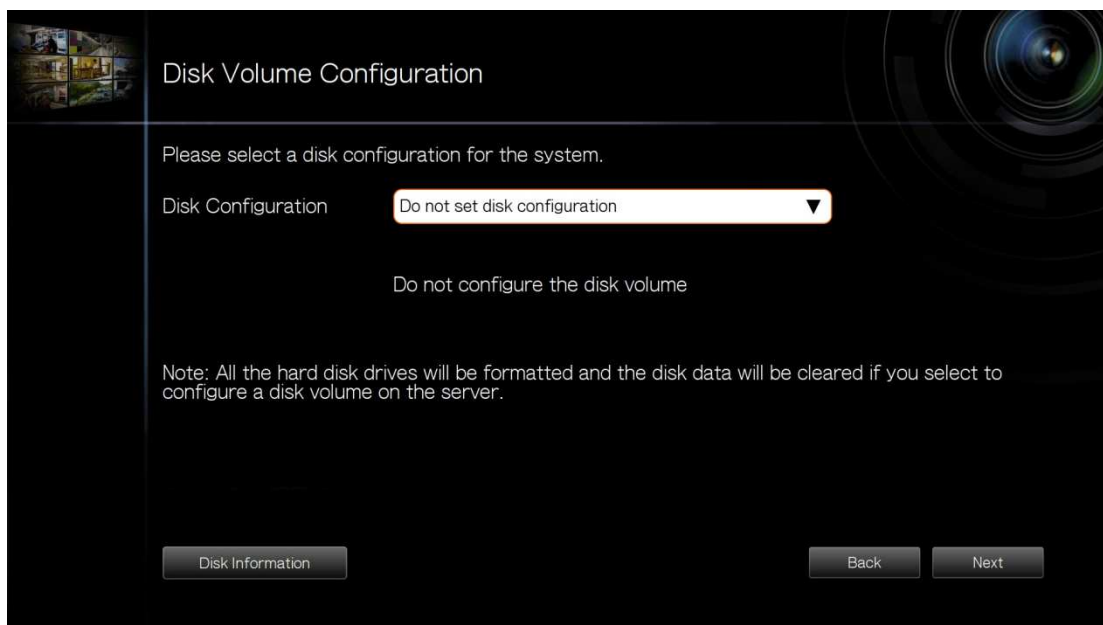 Disk Volume Configuration
Please select a disk configuration for the system.
Disk Configuration
Do not set disk configuration
Do not configure the disk volume
Note: All the hard disk drives will be formatted and the disk data will be cleared if you select to
configure a disk volume on the server.
Disk Information
Back
Next